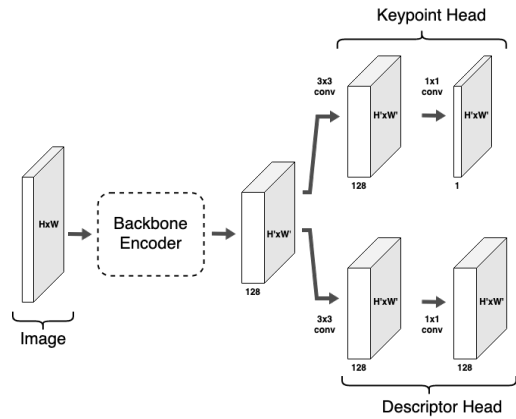 Keypoint Head
3x3
conv
H'xW'
128
1x1
conv
H'xW'
1
HxW
Image
Backbone
Encoder
H'xW'
128
3x3
conv
H'xW'
128
1x1
conv
H'xW'
128
Descriptor Head